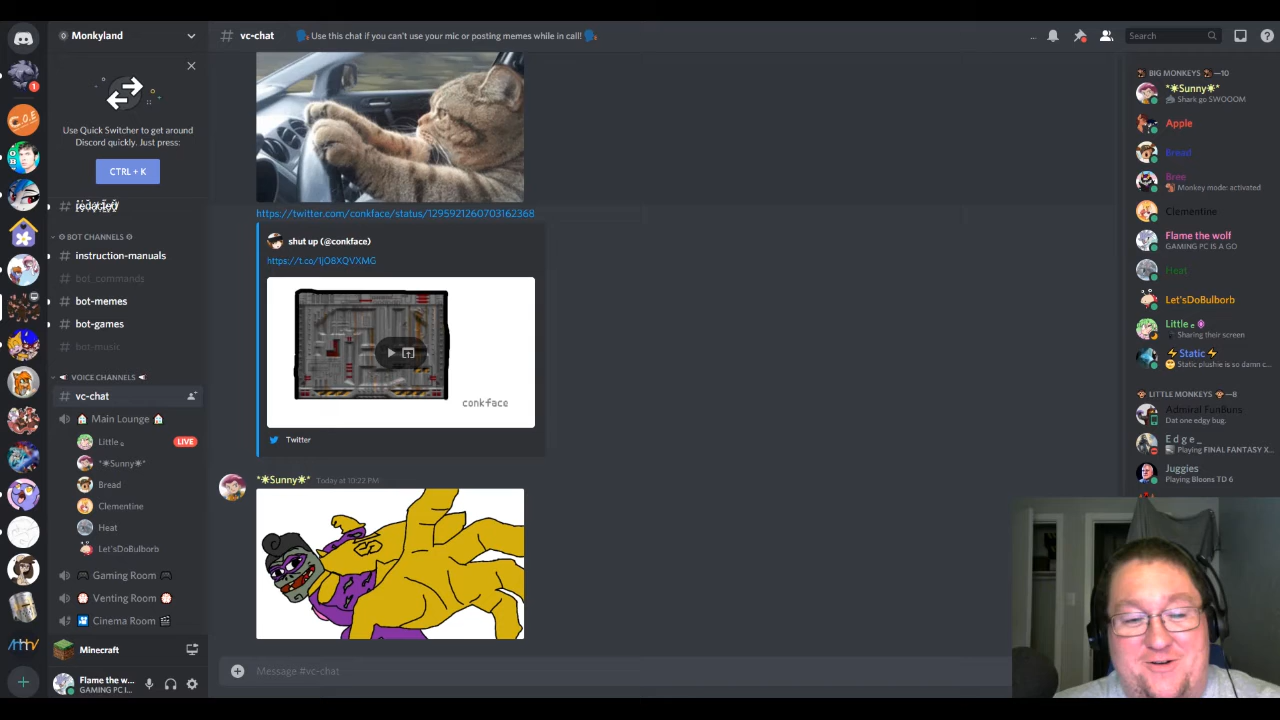 Monkyland
# vc-chat
Use this chat if you can't use your mic or posting memes while in call!
...
Search
1
C.O.E
Use Quick Switcher to get around
Discord quickly. Just press:
CTRL + K
BOT CHANNELS
# instruction-manuals
# bot_commands
# bot-memes
# bot-games
# bot-music
VOICE CHANNELS
# vc-chat
Main Lounge
Little
LIVE
*☀Sunny☀*
Bread
Clementine
Heat
Let'sDoBulborb
Gaming Room
Venting Room
Cinema Room
Minecraft
Flame the w...
GAMING PC I...
https://twitter.com/conkface/status/1295921260703162368
shut up (@conkface)
https://t.co/IjO8XQVXMG
conkface
Twitter
*☀Sunny☀* Today at 10:22 PM
Message #vc-chat
BIG MONKEYS —10
*☀Sunny☀*
Shark go SWOOOM
Apple
Bread
Bree
Monkey mode: activated
Clementine
Flame the wolf
GAMING PC IS A GO
Heat
Let'sDoBulborb
Little
Sharing their screen
⚡Static⚡
Static plushie is so damn c...
LITTLE MONKEYS —8
Admiral FunBuns
Dat one edgy bug.
E d g e _
Playing FINAL FANTASY X...
Juggies
Playing Bloons TD 6